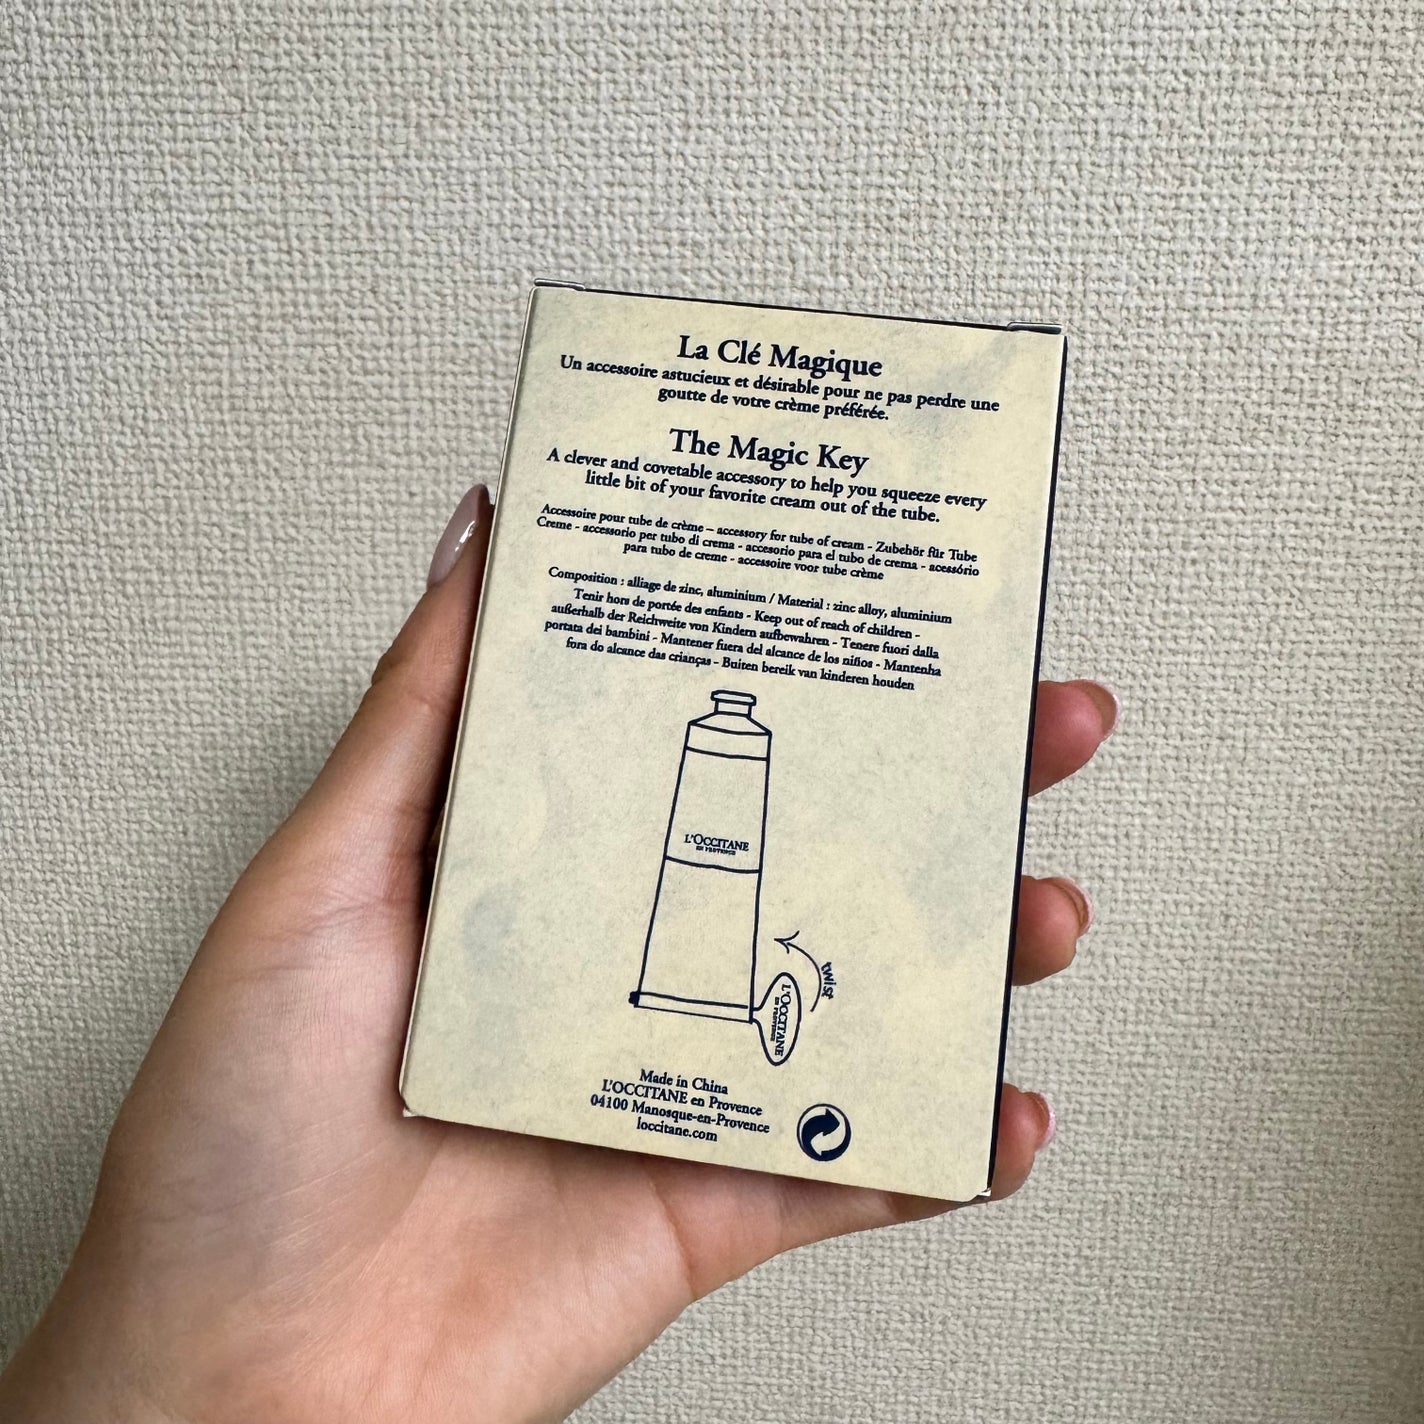 La Clé Magique
Un accessoire astucieux et désirable pour ne pas perdre une
goutte de votre crème préférée.
The Magic Key
A clever and covetable accessory to help you squeeze every
little bit of your favorite cream out of the tube.
Accessoire pour tube de crème – accessory for tube of cream - Zubehör für Tube
Creme - accessorio per tubo di crema - accesorio para el tubo de crema - acessório
para tubo de creme - accessoire voor tube crème
Composition : alliage de zinc, aluminium / Material : zinc alloy, aluminium
Tenir hors de portée des enfants - Keep out of reach of children -
außerhalb der Reichweite von Kindern aufbewahren - Tenere fuori dalla
portata dei bambini - Mantener fuera del alcance de los niños - Mantenha
fora do alcance das crianças - Buiten bereik van kinderen houden
L'OCCITANE
EN PROVENCE
twist
L'OCCITANE
EN PROVENCE
Made in China
L'OCCITANE en Provence
04100 Manosque-en-Provence
loccitane.com